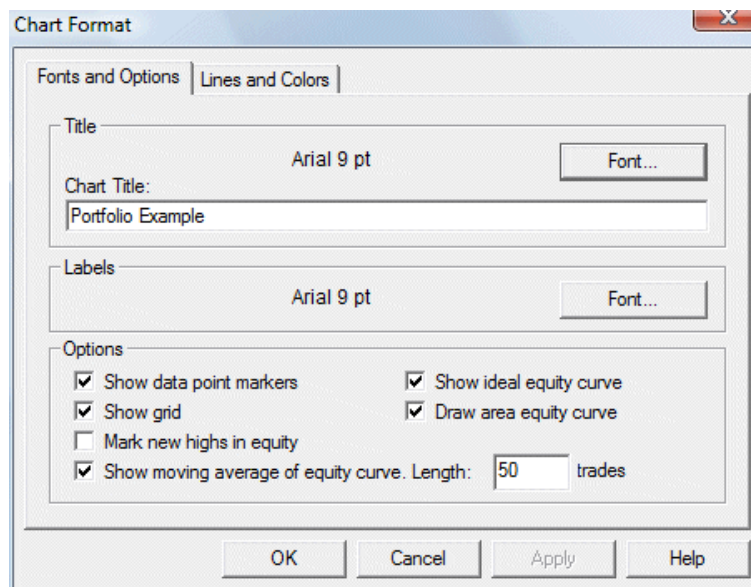 Chart Format
X
Fonts and Options
Lines and Colors
Title
Arial 9 pt
Font...
Chart Title:
Portfolio Example
Labels
Arial 9 pt
Font...
Options
Show data point markers
Show ideal equity curve
Show grid
Draw area equity curve
Mark new highs in equity
Show moving average of equity curve. Length: 50 trades
OK
Cancel
Apply
Help